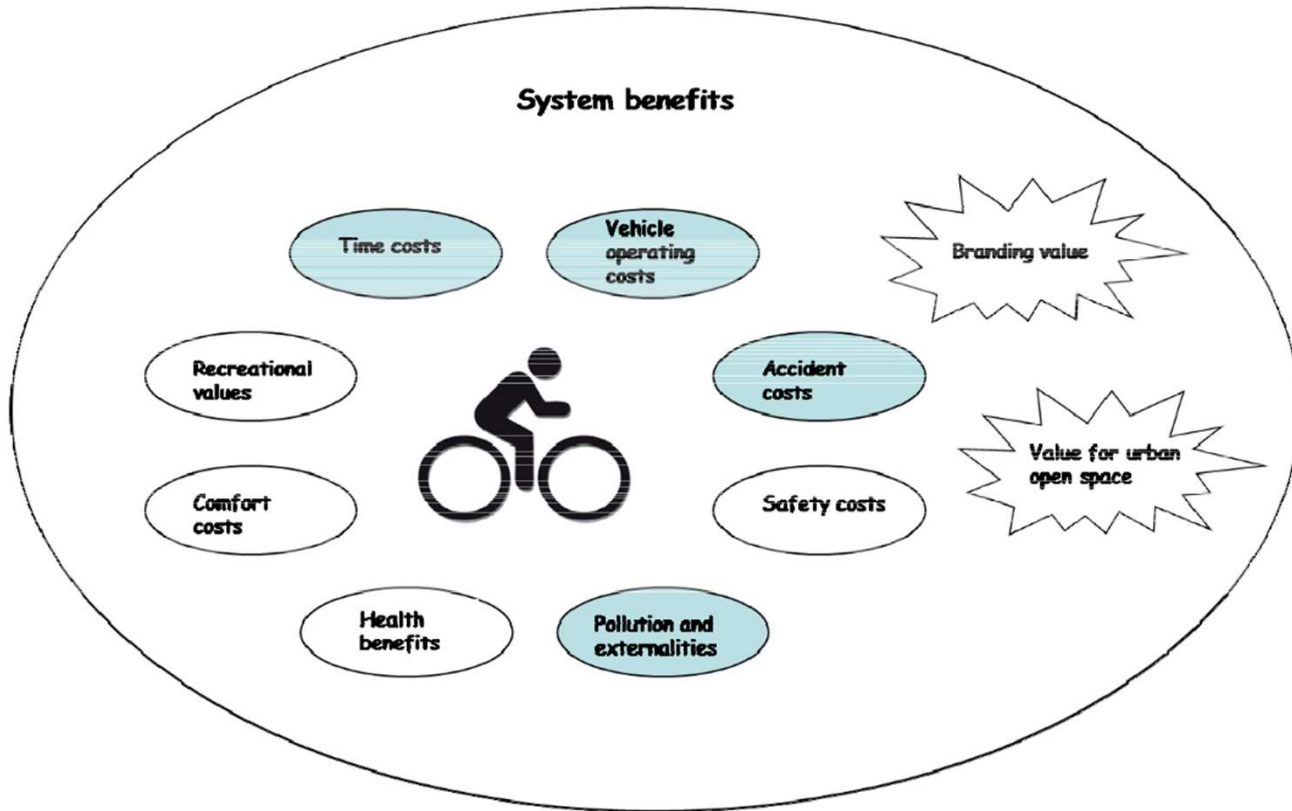 System benefits
Time costs
Vehicle
operating
costs
Branding value
Recreational
values
Accident
costs
Value for urban
open space
Comfort
costs
Safety costs
Health
benefits
Pollution and
externalities